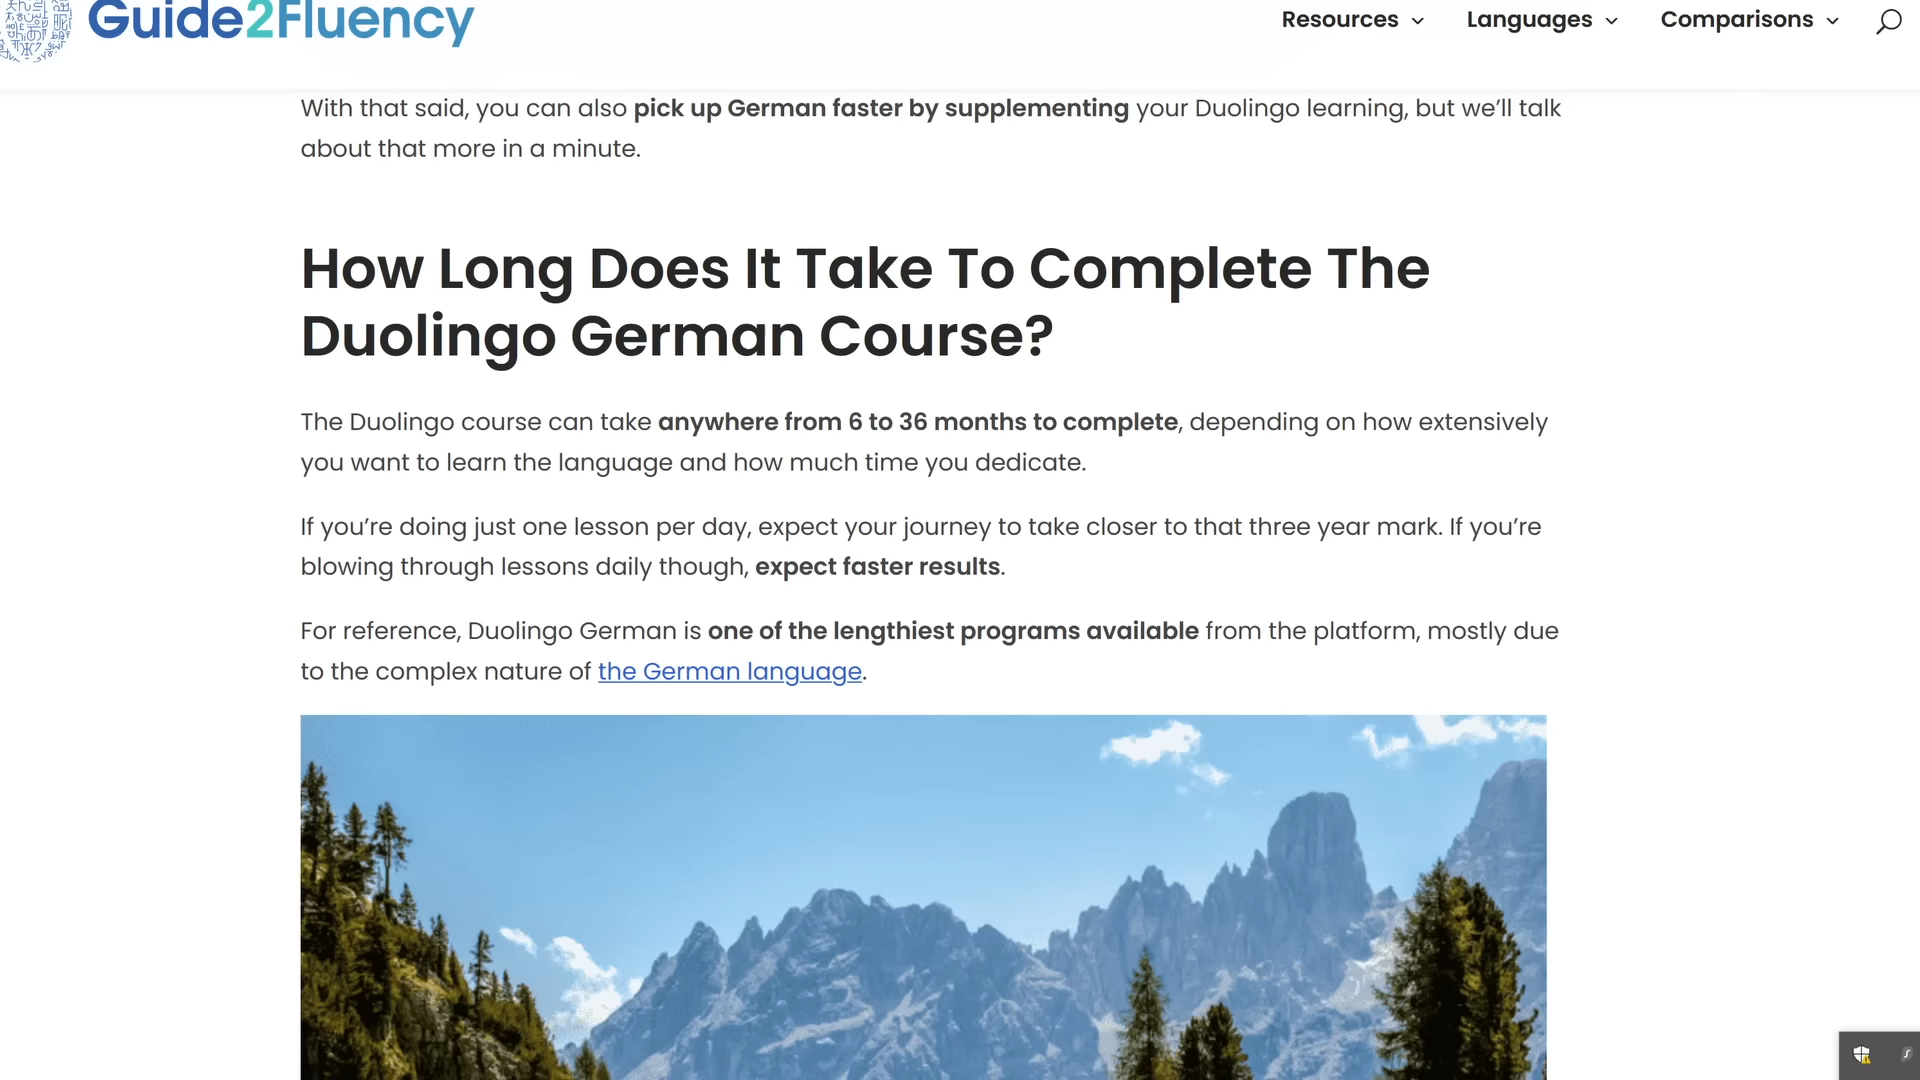 Guide2Fluency
Resources
Languages
Comparisons
With that said, you can also pick up German faster by supplementing your Duolingo learning, but we’ll talk
about that more in a minute.
How Long Does It Take To Complete The
Duolingo German Course?
The Duolingo course can take anywhere from 6 to 36 months to complete, depending on how extensively
you want to learn the language and how much time you dedicate.
If you’re doing just one lesson per day, expect your journey to take closer to that three year mark. If you’re
blowing through lessons daily though, expect faster results.
For reference, Duolingo German is one of the lengthiest programs available from the platform, mostly due
to the complex nature of the German language.